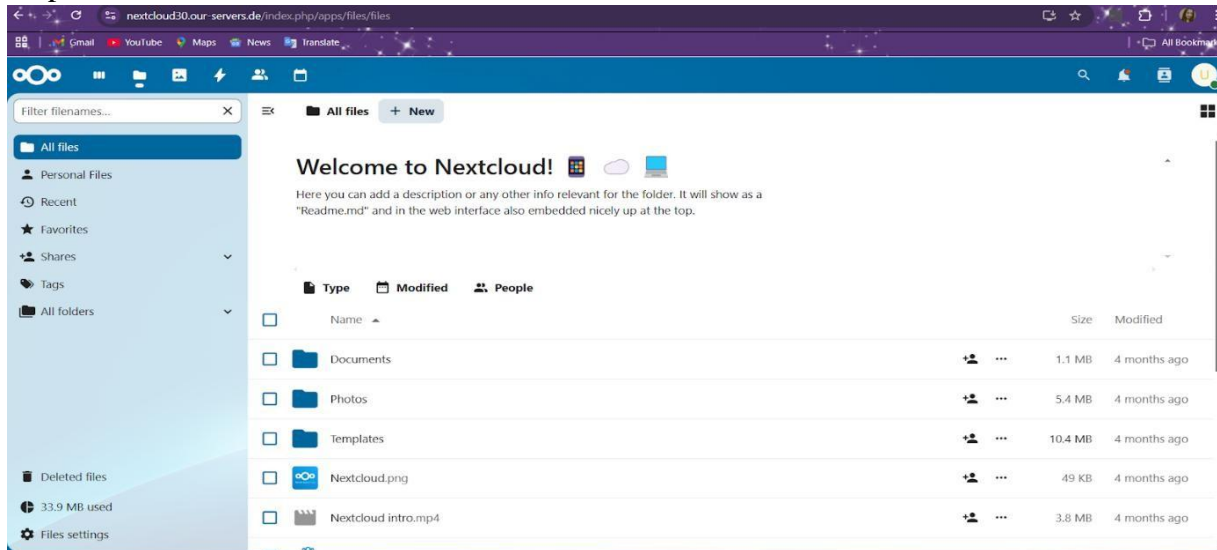 nextcloud30.our-servers.de/index.php/apps/files/files
Gmail YouTube Maps News Translate All Bookmark
U
Filter filenames...
All files + New
All files
Personal Files
Recent
Favorites
Shares
Tags
All folders
Deleted files
33.9 MB used
Files settings
Welcome to Nextcloud!
Here you can add a description or any other info relevant for the folder. It will show as a
"Readme.md" and in the web interface also embedded nicely up at the top.
Type Modified People
Name Size Modified
Documents 1.1 MB 4 months ago
Photos 5.4 MB 4 months ago
Templates 10.4 MB 4 months ago
Nextcloud.png 49 KB 4 months ago
Nextcloud intro.mp4 3.8 MB 4 months ago